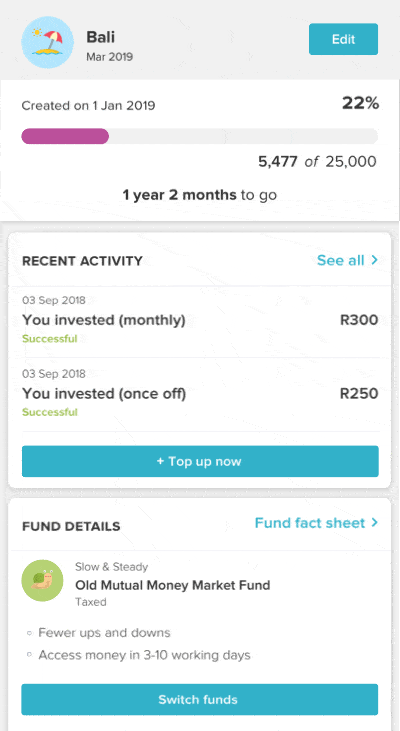 Bali
Edit
Mar 2019
Created on 1 Jan 2019
22%
5,477 of 25,000
1 year 2 months to go
RECENT ACTIVITY
See all >
03 Sep 2018
You invested (monthly)
R300
Successful
03 Sep 2018
You invested (once off)
R250
Successful
+ Top up now
FUND DETAILS
Fund fact sheet >
Slow & Steady
Old Mutual Money Market Fund
Taxed
Fewer ups and downs
Access money in 3-10 working days
Switch funds